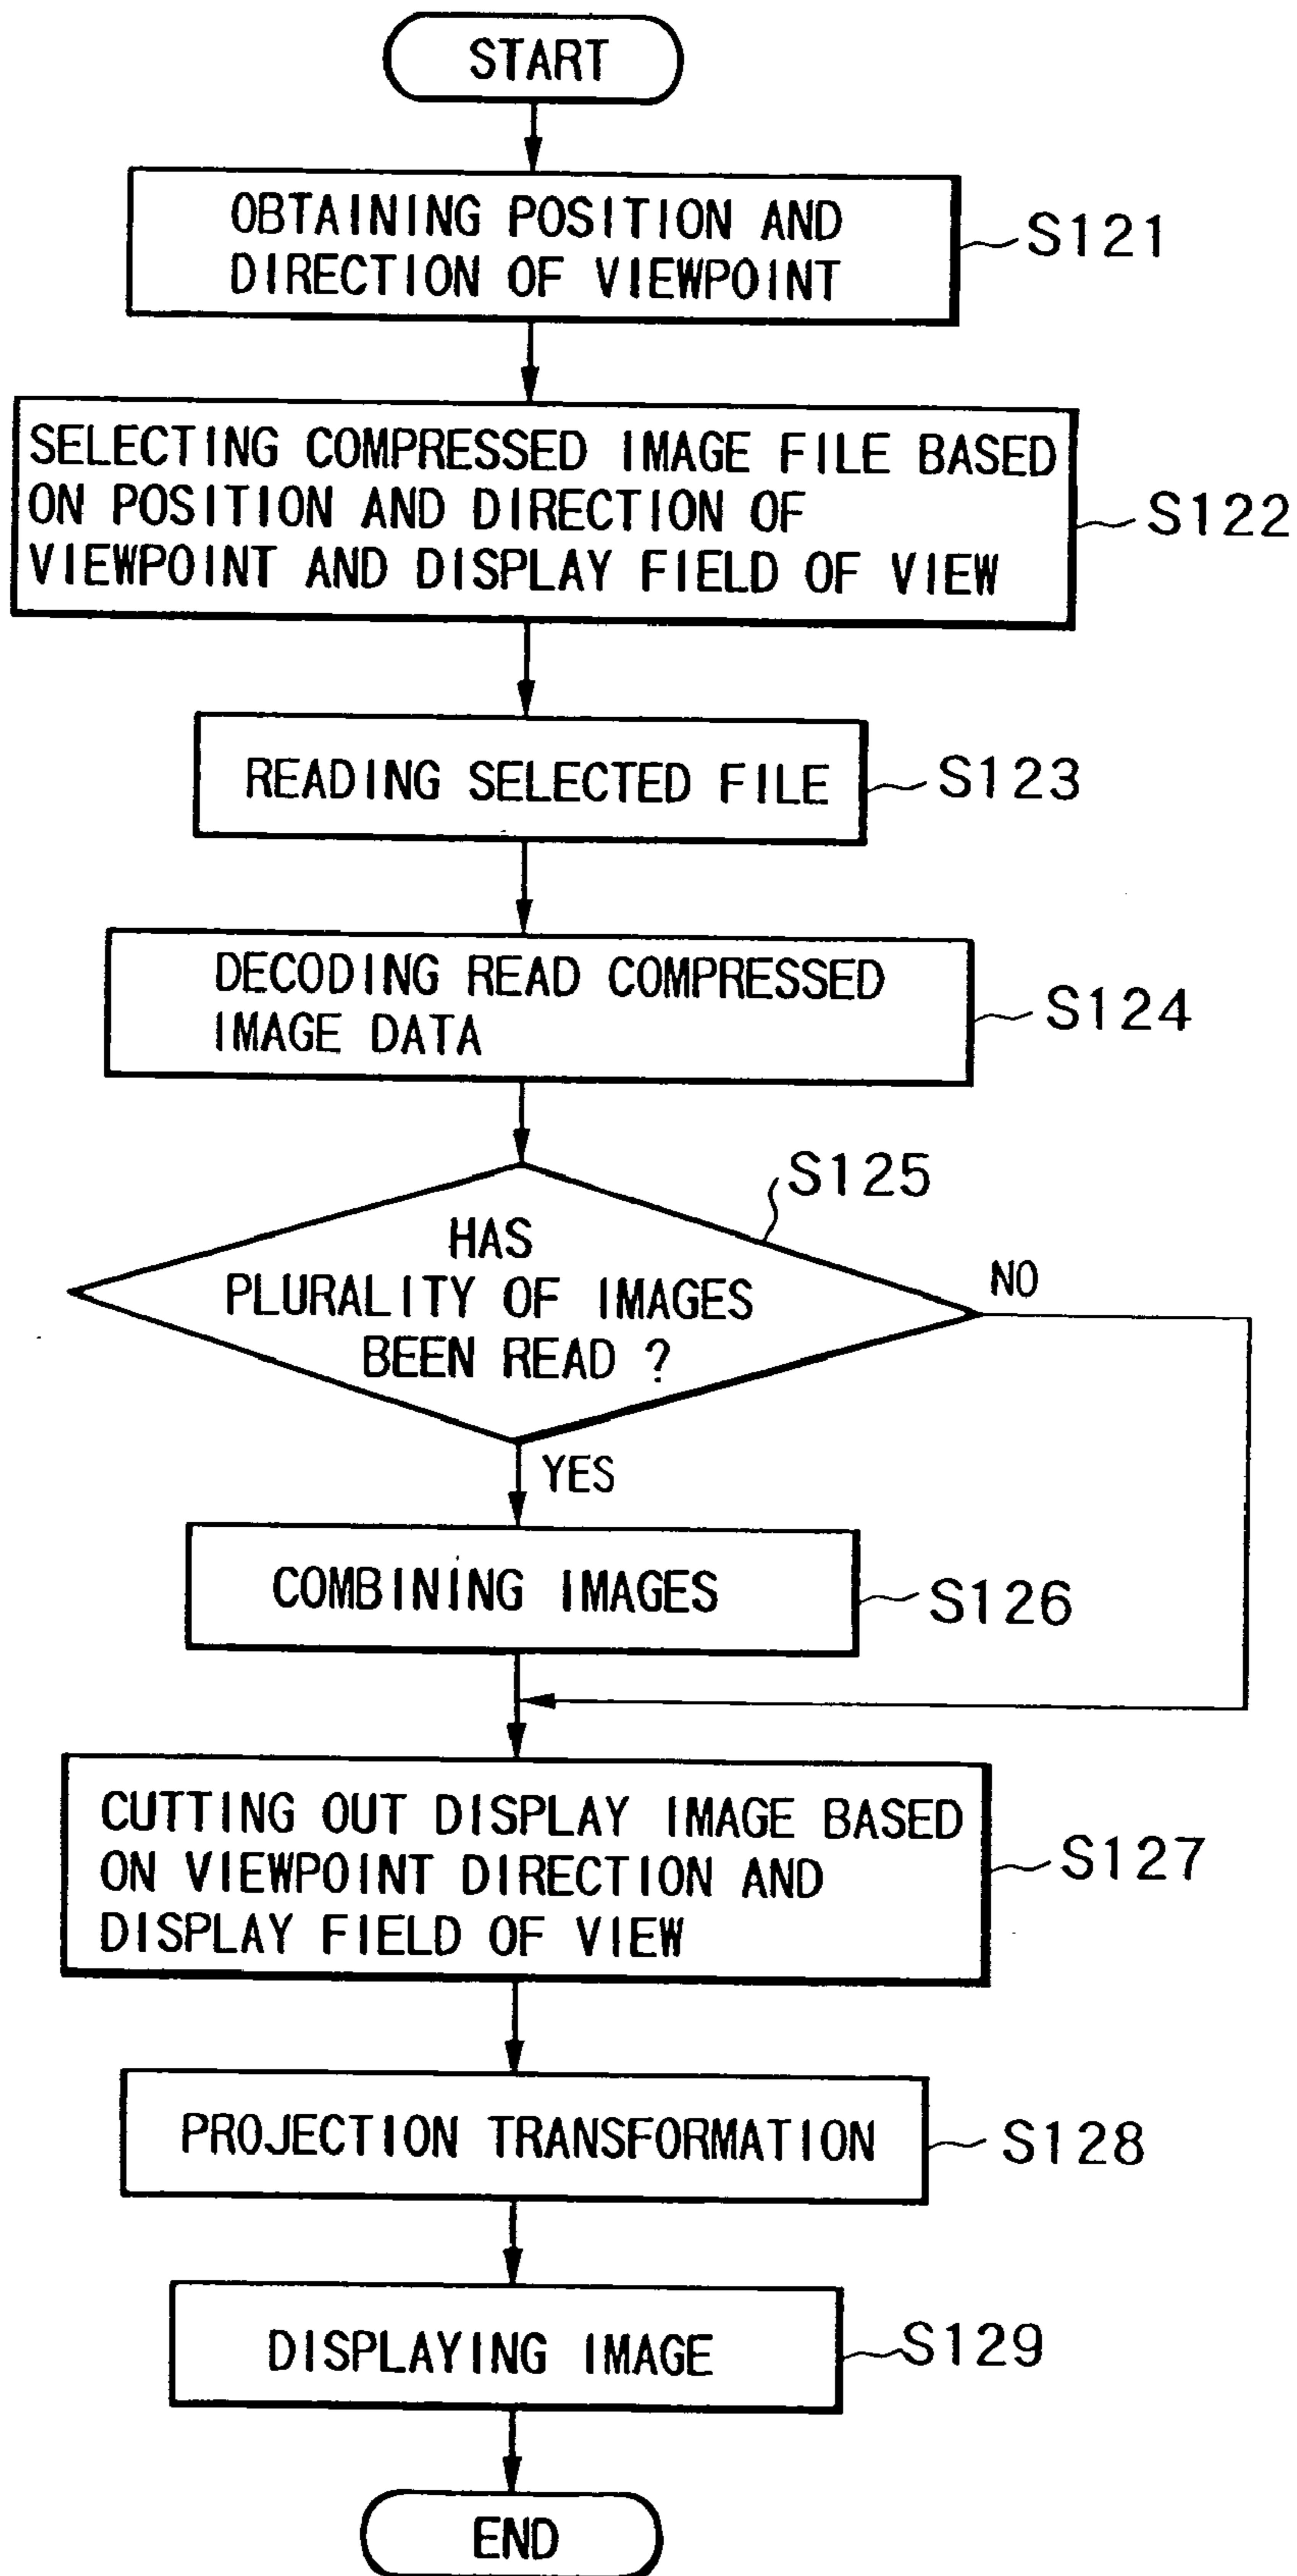 START
OBTAINING POSITION AND
DIRECTION OF VIEWPOINT
S121
SELECTING COMPRESSED IMAGE FILE BASED
ON POSITION AND DIRECTION OF
VIEWPOINT AND DISPLAY FIELD OF VIEW
S122
READING SELECTED FILE
S123
DECODING READ COMPRESSED
IMAGE DATA
S124
S125
HAS
PLURALITY OF IMAGES
BEEN READ ?
NO
YES
COMBINING IMAGES
S126
CUTTING OUT DISPLAY IMAGE BASED
ON VIEWPOINT DIRECTION AND
DISPLAY FIELD OF VIEW
S127
PROJECTION TRANSFORMATION
S128
DISPLAYING IMAGE
S129
END